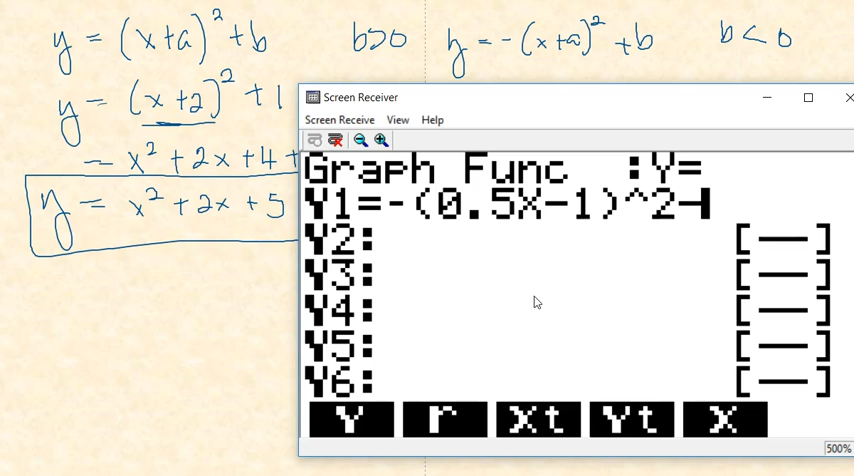 y = (x+a)² + b b>0 y = -(x+a)² + b b < 0
y = (x+2)² + 1
= x² + 2x + 4 +
y = x² + 2x + 5
Screen Receiver
Screen Receive View Help
Graph Func :Y=
Y1=-(0.5X-1)^2-
Y2: [—]
Y3: [—]
Y4: [—]
Y5: [—]
Y6: [—]
Y r Xt Yt X
500%